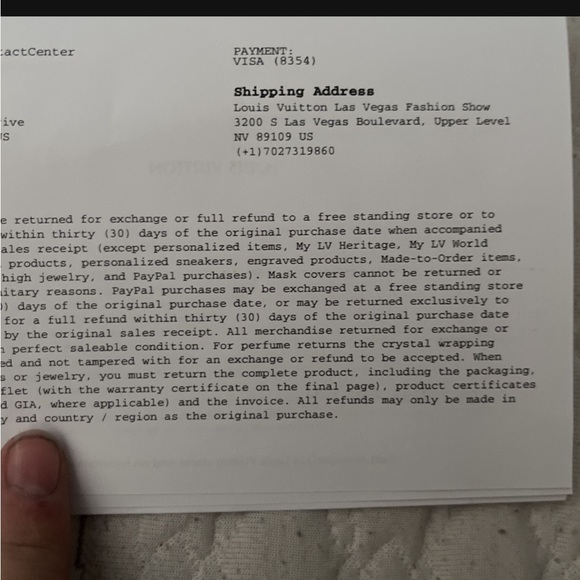 tactCenter
PAYMENT:
VISA (8354)
Shipping Address
Louis Vuitton Las Vegas Fashion Show
ive
3200 S Las Vegas Boulevard, Upper Level
US
NV 89109 US
(+1)7027319860
e returned for exchange or full refund to a free standing store or to
within thirty (30) days of the original purchase date when accompanied
ales receipt (except personalized items, My LV Heritage, My LV World
products, personalized sneakers, engraved products, Made-to-Order items,
high jewelry, and PayPal purchases). Mask covers cannot be returned or
itary reasons. PayPal purchases may be exchanged at a free standing store
) days of the original purchase date, or may be returned exclusively to
for a full refund within thirty (30) days of the original purchase date
by the original sales receipt. All merchandise returned for exchange or
n perfect saleable condition. For perfume returns the crystal wrapping
ed and not tampered with for an exchange or refund to be accepted. When
s or jewelry, you must return the complete product, including the packaging,
flet (with the warranty certificate on the final page), product certificates
d GIA, where applicable) and the invoice. All refunds may only be made in
y and country / region as the original purchase.